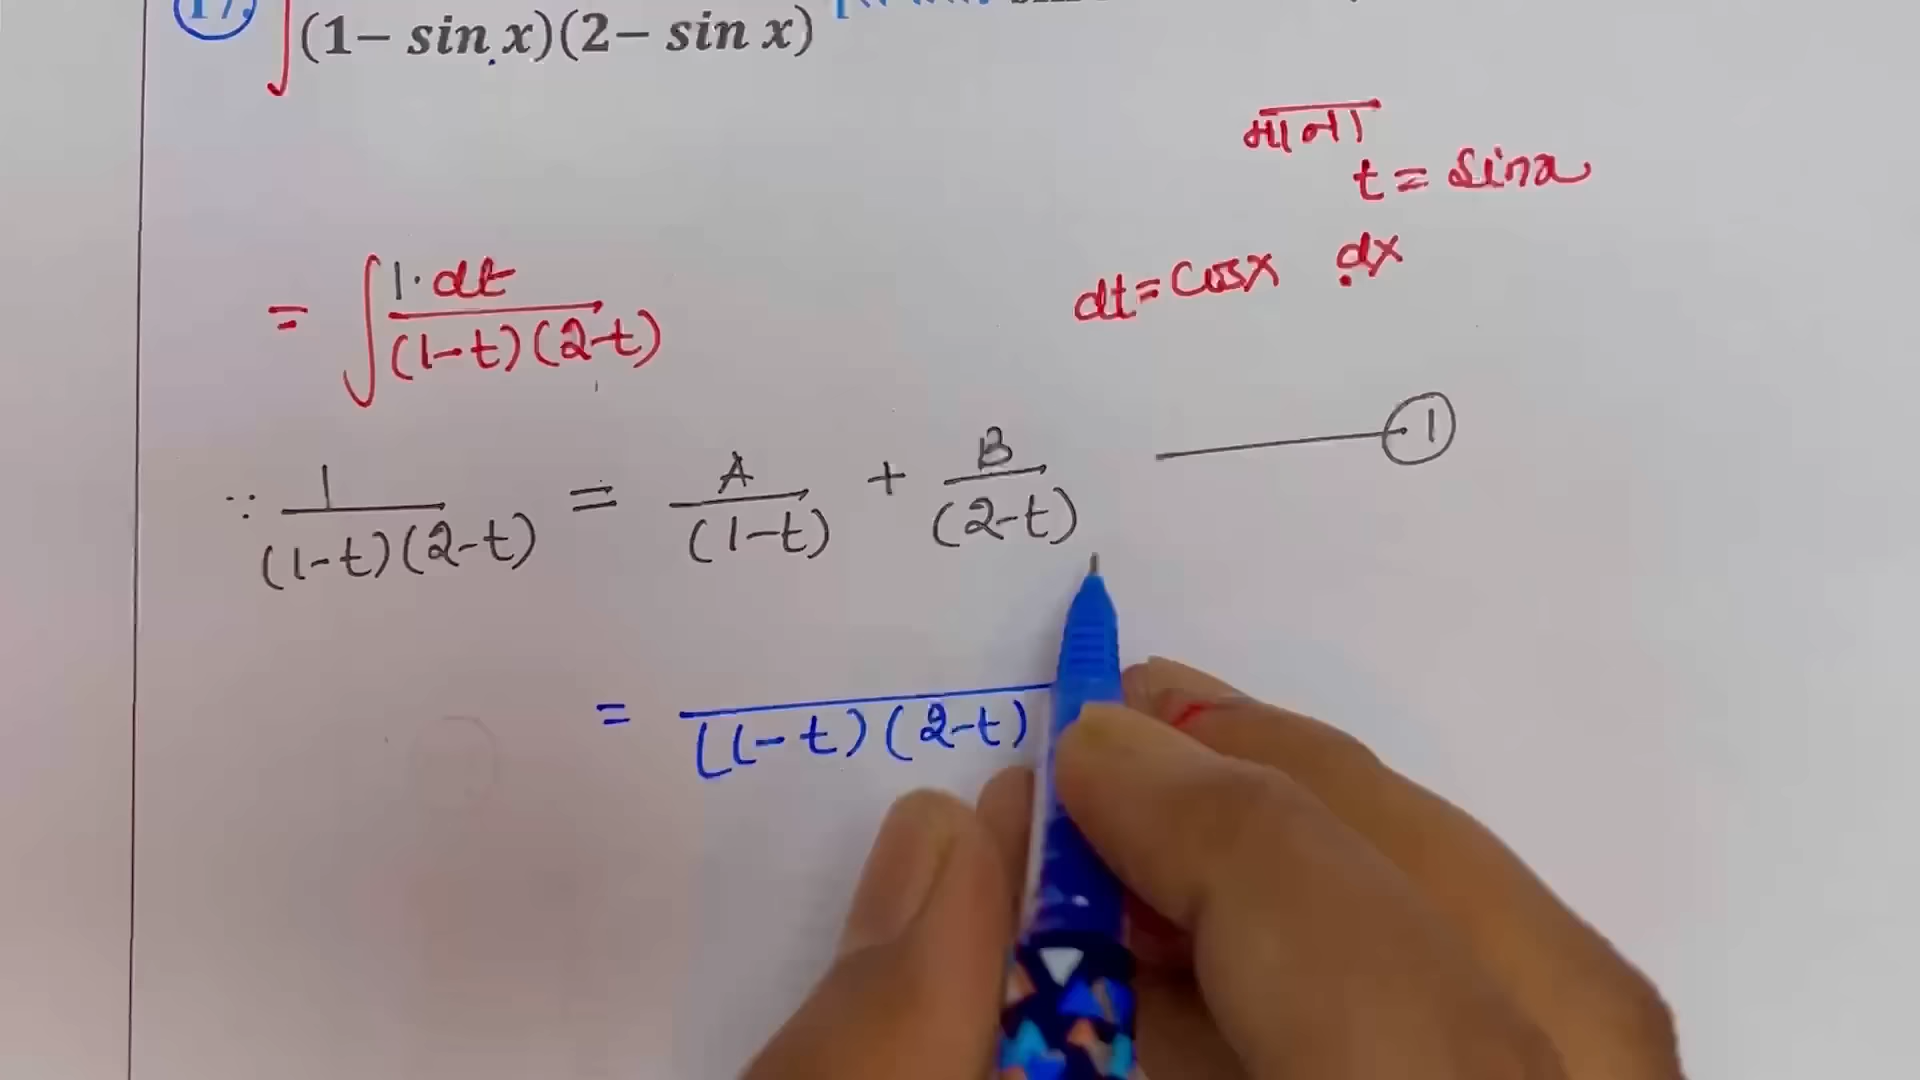 17. ∫ (1− sin x)(2− sin x)
माना
t = sinx
dt = cosx dx
= ∫ 1·dt / (1-t)(2-t)
∵ 1 / (1-t)(2-t) = A / (1-t) + B / (2-t) —— ①
= / (1-t)(2-t)